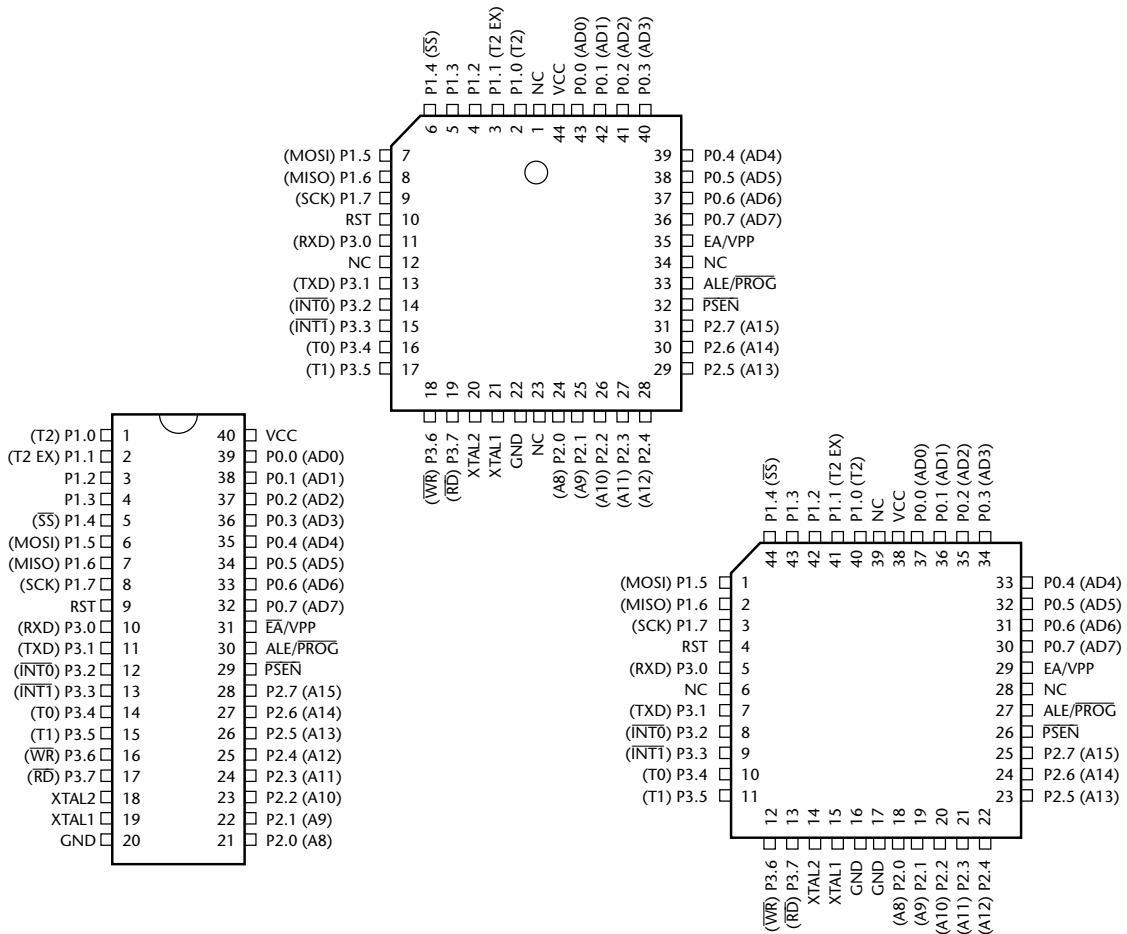 P1.4 (S̅S̅)
P1.3
P1.2
P1.1 (T2 EX)
P1.0 (T2)
NC
VCC
P0.0 (AD0)
P0.1 (AD1)
P0.2 (AD2)
P0.3 (AD3)
6 5 4 3 2 1 44 43 42 41 40
(MOSI) P1.5 7
(MISO) P1.6 8
(SCK) P1.7 9
RST 10
(RXD) P3.0 11
NC 12
(TXD) P3.1 13
(I̅N̅T̅0̅) P3.2 14
(I̅N̅T̅1̅) P3.3 15
(T0) P3.4 16
(T1) P3.5 17
39 P0.4 (AD4)
38 P0.5 (AD5)
37 P0.6 (AD6)
36 P0.7 (AD7)
35 EA/VPP
34 NC
33 ALE/P̅R̅O̅G̅
32 P̅S̅E̅N̅
31 P2.7 (A15)
30 P2.6 (A14)
29 P2.5 (A13)
18 19 20 21 22 23 24 25 26 27 28
(W̅R̅) P3.6
(R̅D̅) P3.7
XTAL2
XTAL1
GND
NC
(A8) P2.0
(A9) P2.1
(A10) P2.2
(A11) P2.3
(A12) P2.4
(T2) P1.0 1
(T2 EX) P1.1 2
P1.2 3
P1.3 4
(S̅S̅) P1.4 5
(MOSI) P1.5 6
(MISO) P1.6 7
(SCK) P1.7 8
RST 9
(RXD) P3.0 10
(TXD) P3.1 11
(I̅N̅T̅0̅) P3.2 12
(I̅N̅T̅1̅) P3.3 13
(T0) P3.4 14
(T1) P3.5 15
(W̅R̅) P3.6 16
(R̅D̅) P3.7 17
XTAL2 18
XTAL1 19
GND 20
40 VCC
39 P0.0 (AD0)
38 P0.1 (AD1)
37 P0.2 (AD2)
36 P0.3 (AD3)
35 P0.4 (AD4)
34 P0.5 (AD5)
33 P0.6 (AD6)
32 P0.7 (AD7)
31 E̅A̅/VPP
30 ALE/P̅R̅O̅G̅
29 P̅S̅E̅N̅
28 P2.7 (A15)
27 P2.6 (A14)
26 P2.5 (A13)
25 P2.4 (A12)
24 P2.3 (A11)
23 P2.2 (A10)
22 P2.1 (A9)
21 P2.0 (A8)
P1.4 (S̅S̅)
P1.3
P1.2
P1.1 (T2 EX)
P1.0 (T2)
NC
VCC
P0.0 (AD0)
P0.1 (AD1)
P0.2 (AD2)
P0.3 (AD3)
44 43 42 41 40 39 38 37 36 35 34
(MOSI) P1.5 1
(MISO) P1.6 2
(SCK) P1.7 3
RST 4
(RXD) P3.0 5
NC 6
(TXD) P3.1 7
(I̅N̅T̅0̅) P3.2 8
(I̅N̅T̅1̅) P3.3 9
(T0) P3.4 10
(T1) P3.5 11
33 P0.4 (AD4)
32 P0.5 (AD5)
31 P0.6 (AD6)
30 P0.7 (AD7)
29 EA/VPP
28 NC
27 ALE/P̅R̅O̅G̅
26 P̅S̅E̅N̅
25 P2.7 (A15)
24 P2.6 (A14)
23 P2.5 (A13)
12 13 14 15 16 17 18 19 20 21 22
(W̅R̅) P3.6
(R̅D̅) P3.7
XTAL2
XTAL1
GND
GND
(A8) P2.0
(A9) P2.1
(A10) P2.2
(A11) P2.3
(A12) P2.4